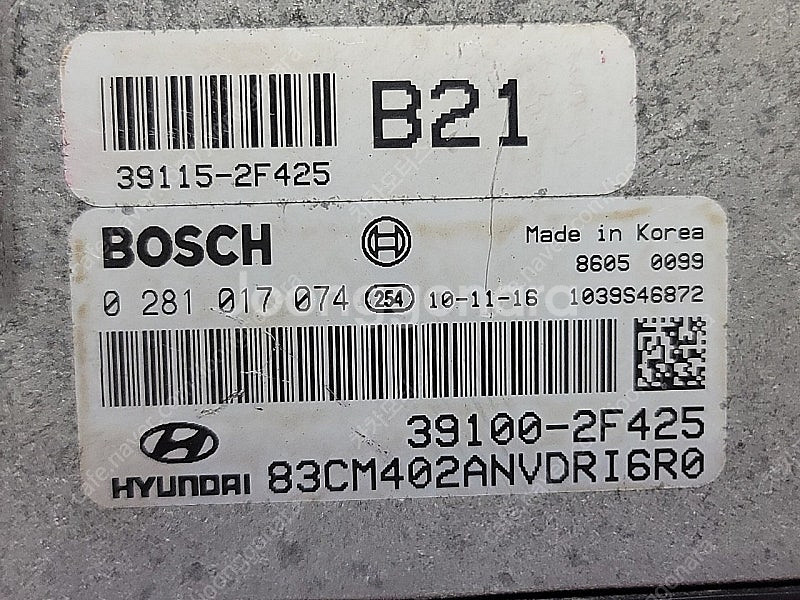 B21
39115-2F425
BOSCH
Made in Korea
8605 0099
0 281 017 074 254 10-11-16 1039S46872
39100-2F425
HYUNDAI 83CM402ANVDRI6R0